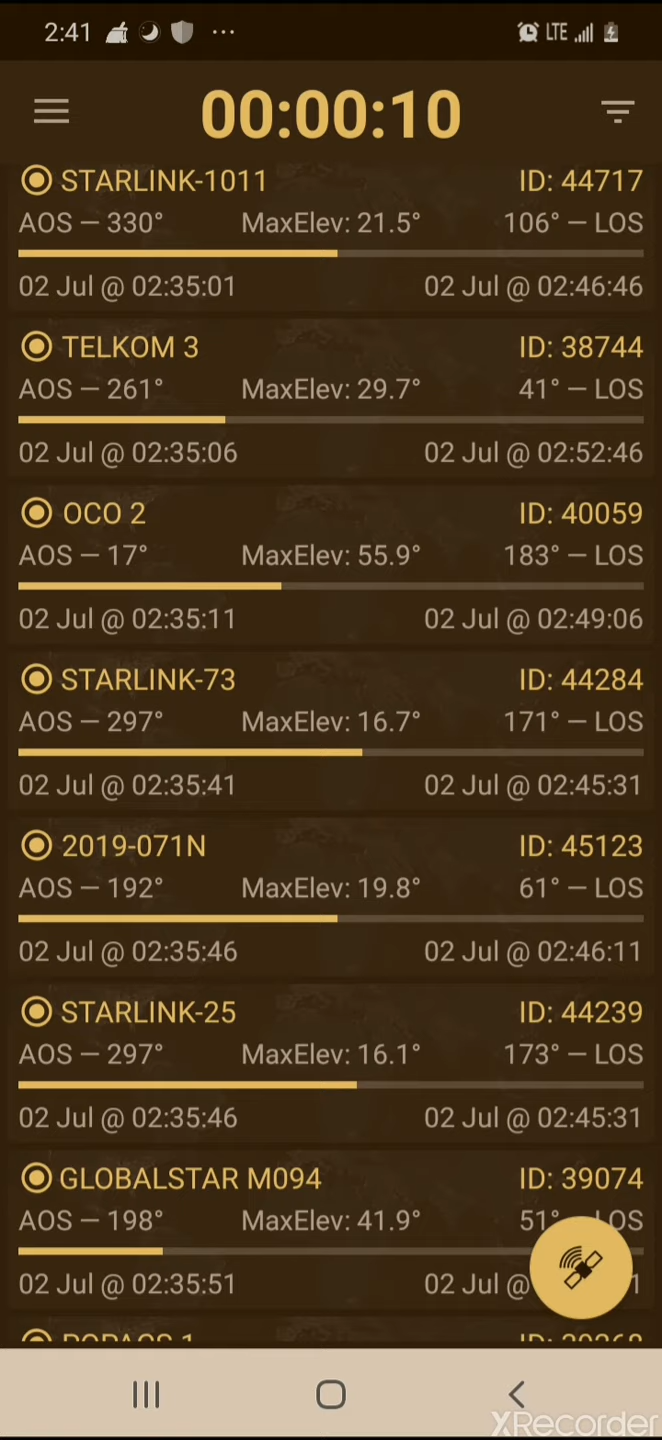 2:41 LTE
00:00:10
STARLINK-1011 ID: 44717
AOS – 330° MaxElev: 21.5° 106° – LOS
02 Jul @ 02:35:01 02 Jul @ 02:46:46
TELKOM 3 ID: 38744
AOS – 261° MaxElev: 29.7° 41° – LOS
02 Jul @ 02:35:06 02 Jul @ 02:52:46
OCO 2 ID: 40059
AOS – 17° MaxElev: 55.9° 183° – LOS
02 Jul @ 02:35:11 02 Jul @ 02:49:06
STARLINK-73 ID: 44284
AOS – 297° MaxElev: 16.7° 171° – LOS
02 Jul @ 02:35:41 02 Jul @ 02:45:31
2019-071N ID: 45123
AOS – 192° MaxElev: 19.8° 61° – LOS
02 Jul @ 02:35:46 02 Jul @ 02:46:11
STARLINK-25 ID: 44239
AOS – 297° MaxElev: 16.1° 173° – LOS
02 Jul @ 02:35:46 02 Jul @ 02:45:31
GLOBALSTAR M094 ID: 39074
AOS – 198° MaxElev: 41.9° 51° – LOS
02 Jul @ 02:35:51 02 Jul @
XRecorder